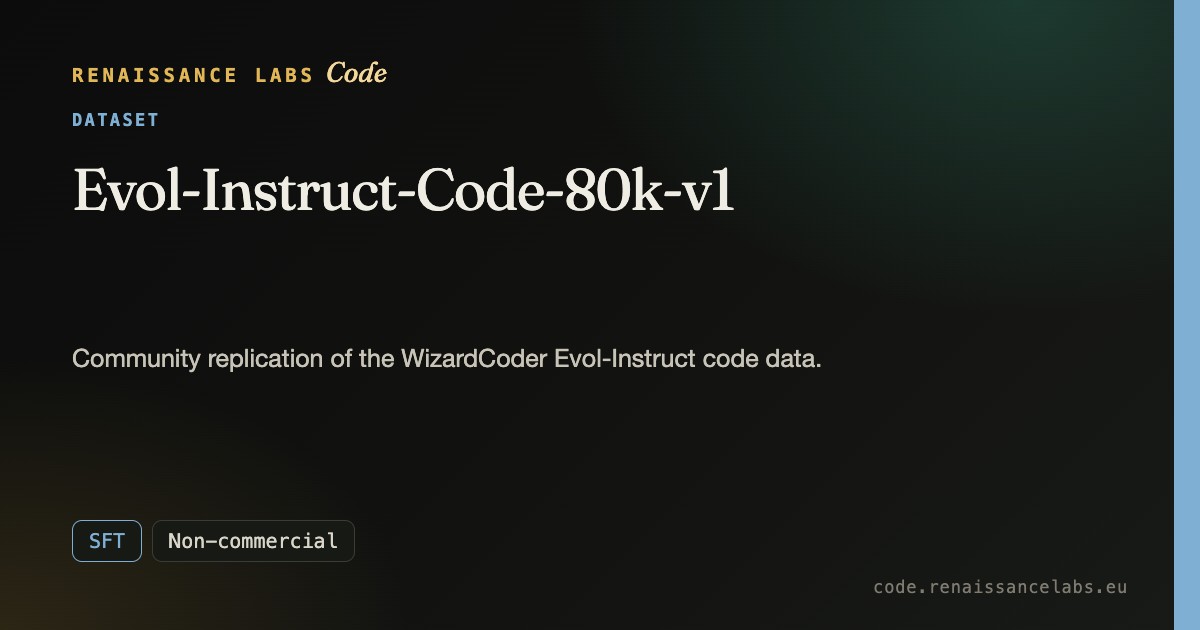 RENAISSANCE LABS Code
DATASET
Evol-Instruct-Code-80k-v1
Community replication of the WizardCoder Evol-Instruct code data.
SFT Non-commercial
code.renaissancelabs.eu